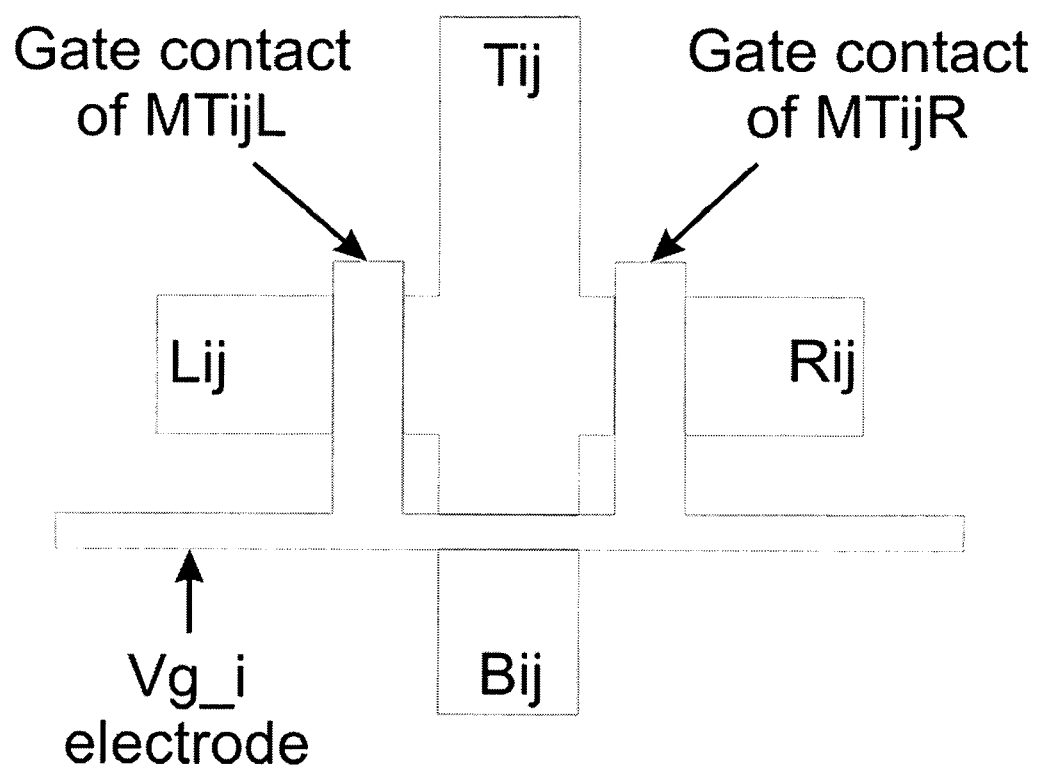 Gate contact
of MTijL
Tij
Gate contact
of MTijR
Lij
Rij
Bij
Vg_i
electrode